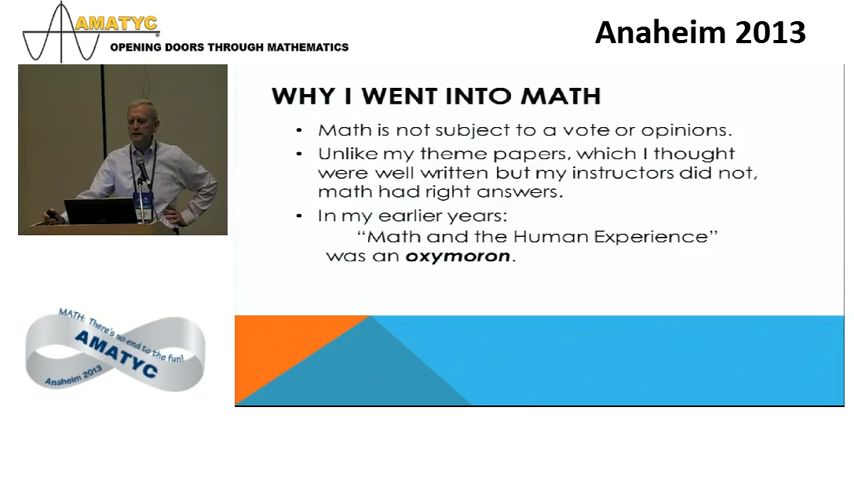 AMATYC
OPENING DOORS THROUGH MATHEMATICS
Anaheim 2013
WHY I WENT INTO MATH
• Math is not subject to a vote or opinions.
• Unlike my theme papers, which I thought
were well written but my instructors did not,
math had right answers.
• In my earlier years:
“Math and the Human Experience”
was an oxymoron.
MATH: There's no end to the fun!
AMATYC
Anaheim 2013